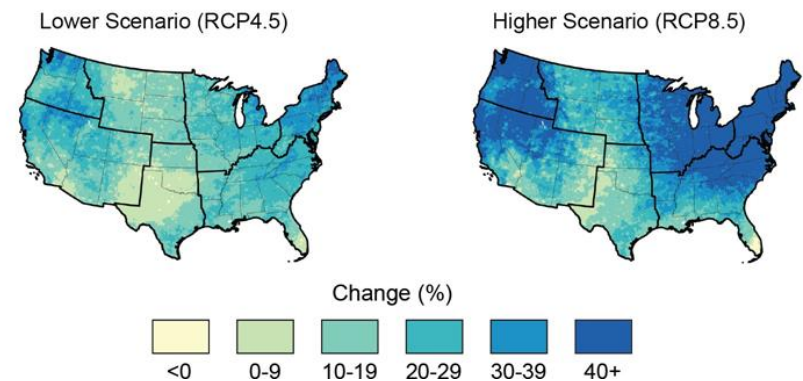 Lower Scenario (RCP4.5)
Higher Scenario (RCP8.5)
Change (%)
<0 0-9 10-19 20-29 30-39 40+